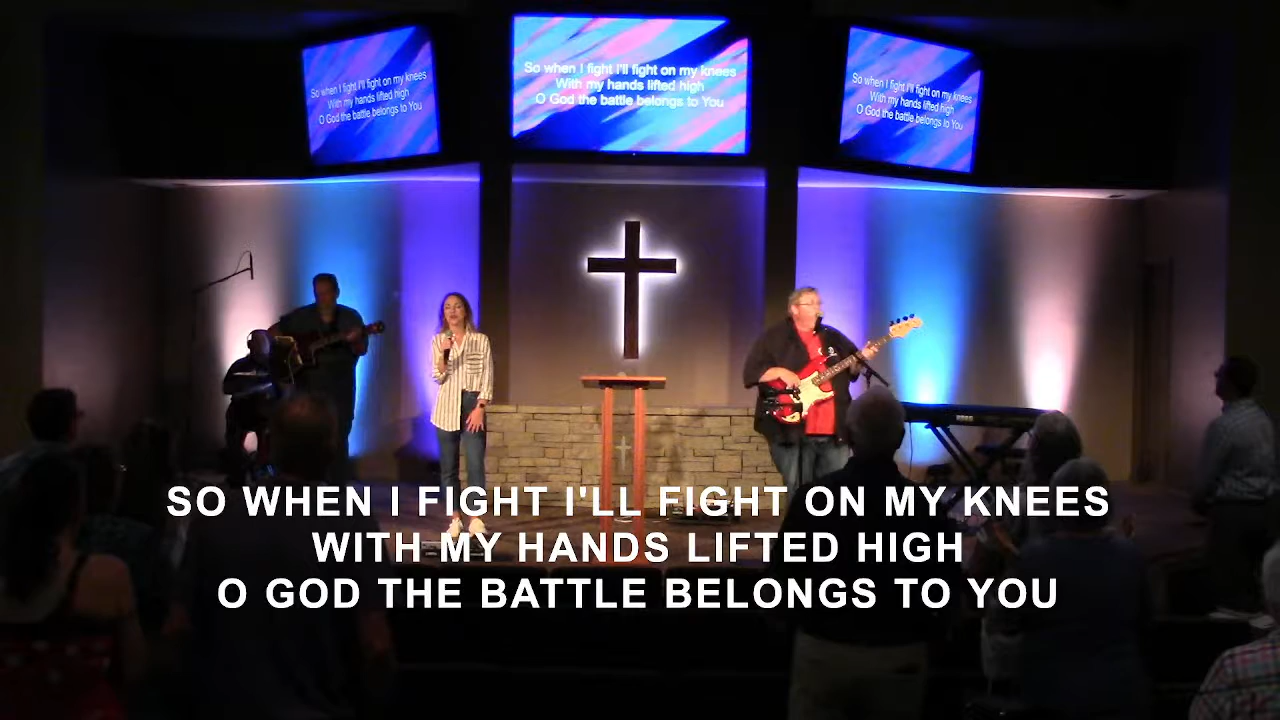 So when I fight I'll fight on my knees
With my hands lifted high
O God the battle belongs to You
So when I fight I'll fight on my knees
With my hands lifted high
O God the battle belongs to You
So when I fight I'll fight on my knees
With my hands lifted high
O God the battle belongs to You
KORG
SO WHEN I FIGHT I'LL FIGHT ON MY KNEES
WITH MY HANDS LIFTED HIGH
O GOD THE BATTLE BELONGS TO YOU